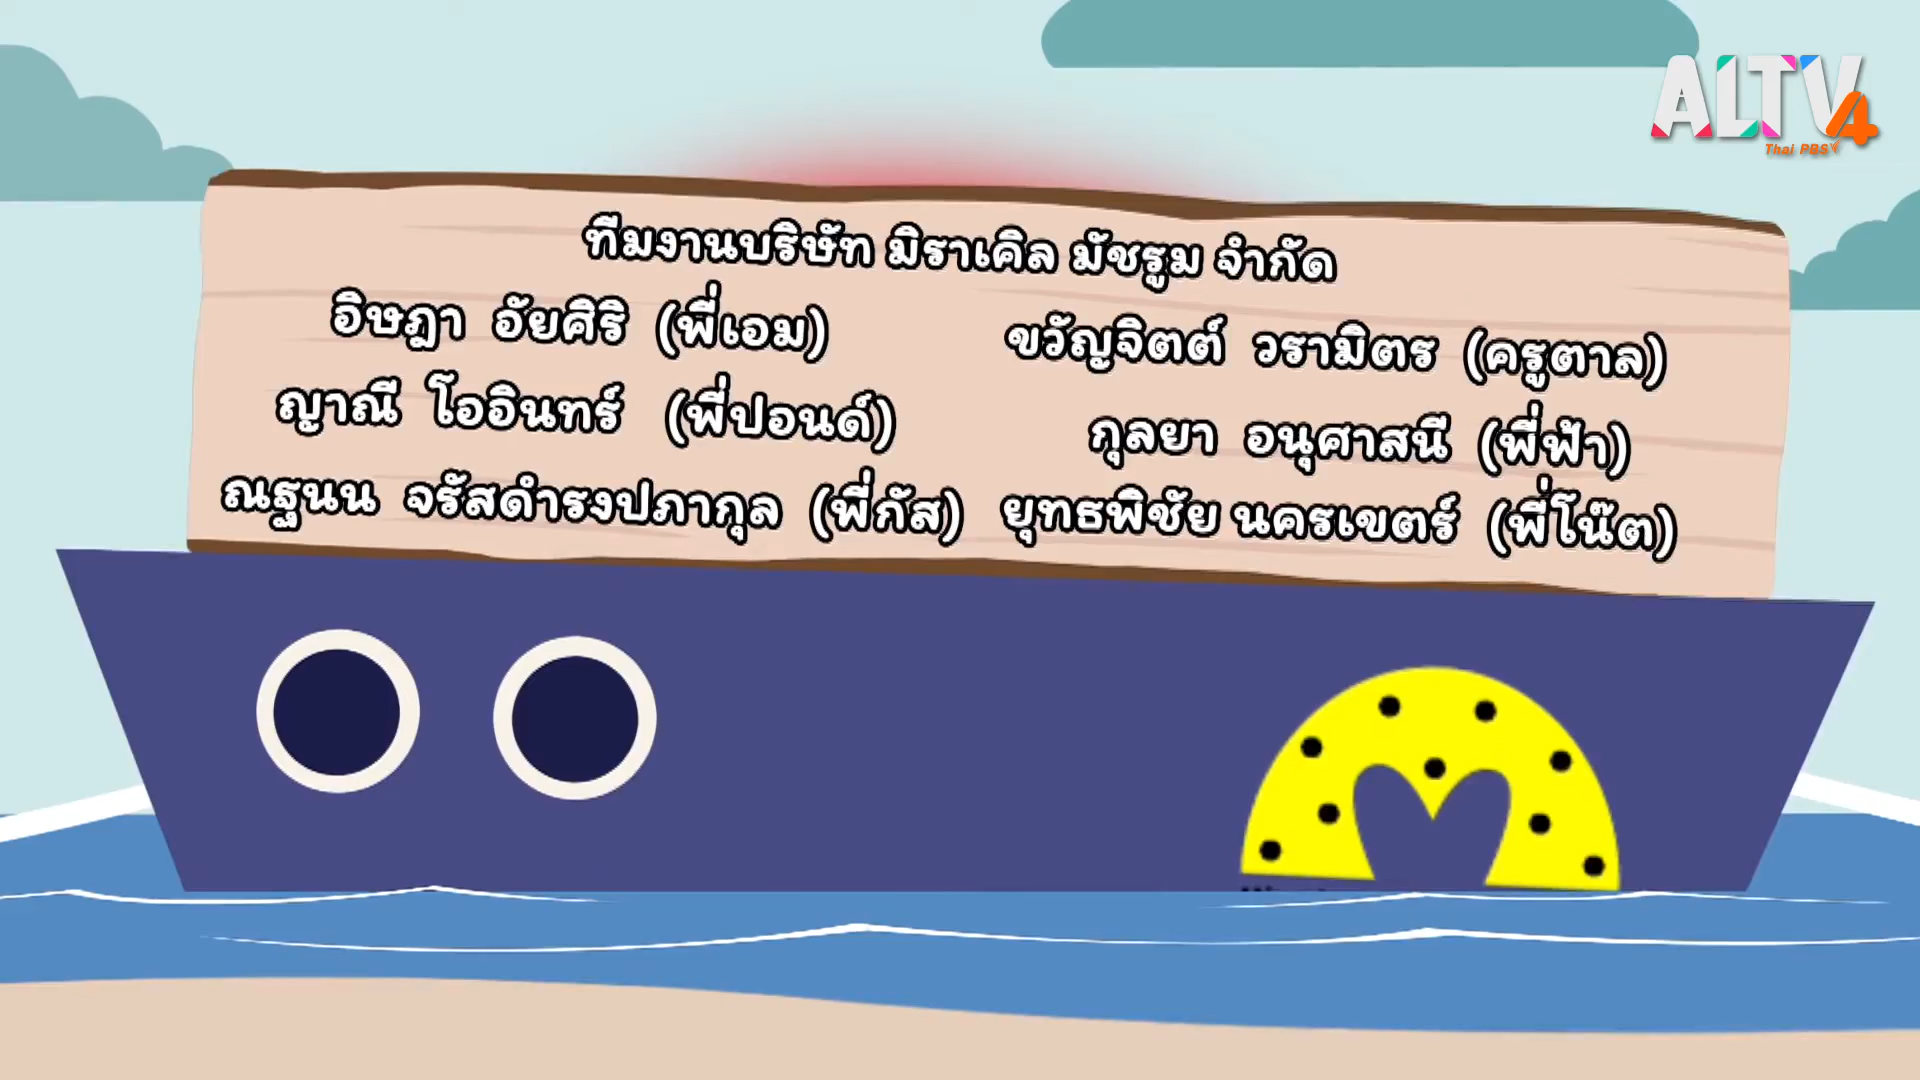 ALTV4
Thai PBS
ทีมงานบริษัท มิราเคิล มัชรูม จำกัด
อิษฎา อัยศิริ (พี่เอม)
ขวัญจิตต์ วรามิตร (ครูตาล)
ญาณี โออินทร์ (พี่ปอนด์)
กุลยา อนุศาสนี (พี่ฟ้า)
ณฐนน จรัสดำรงปภากุล (พี่กัส)
ยุทธพิชัย นครเขตร์ (พี่โน๊ต)